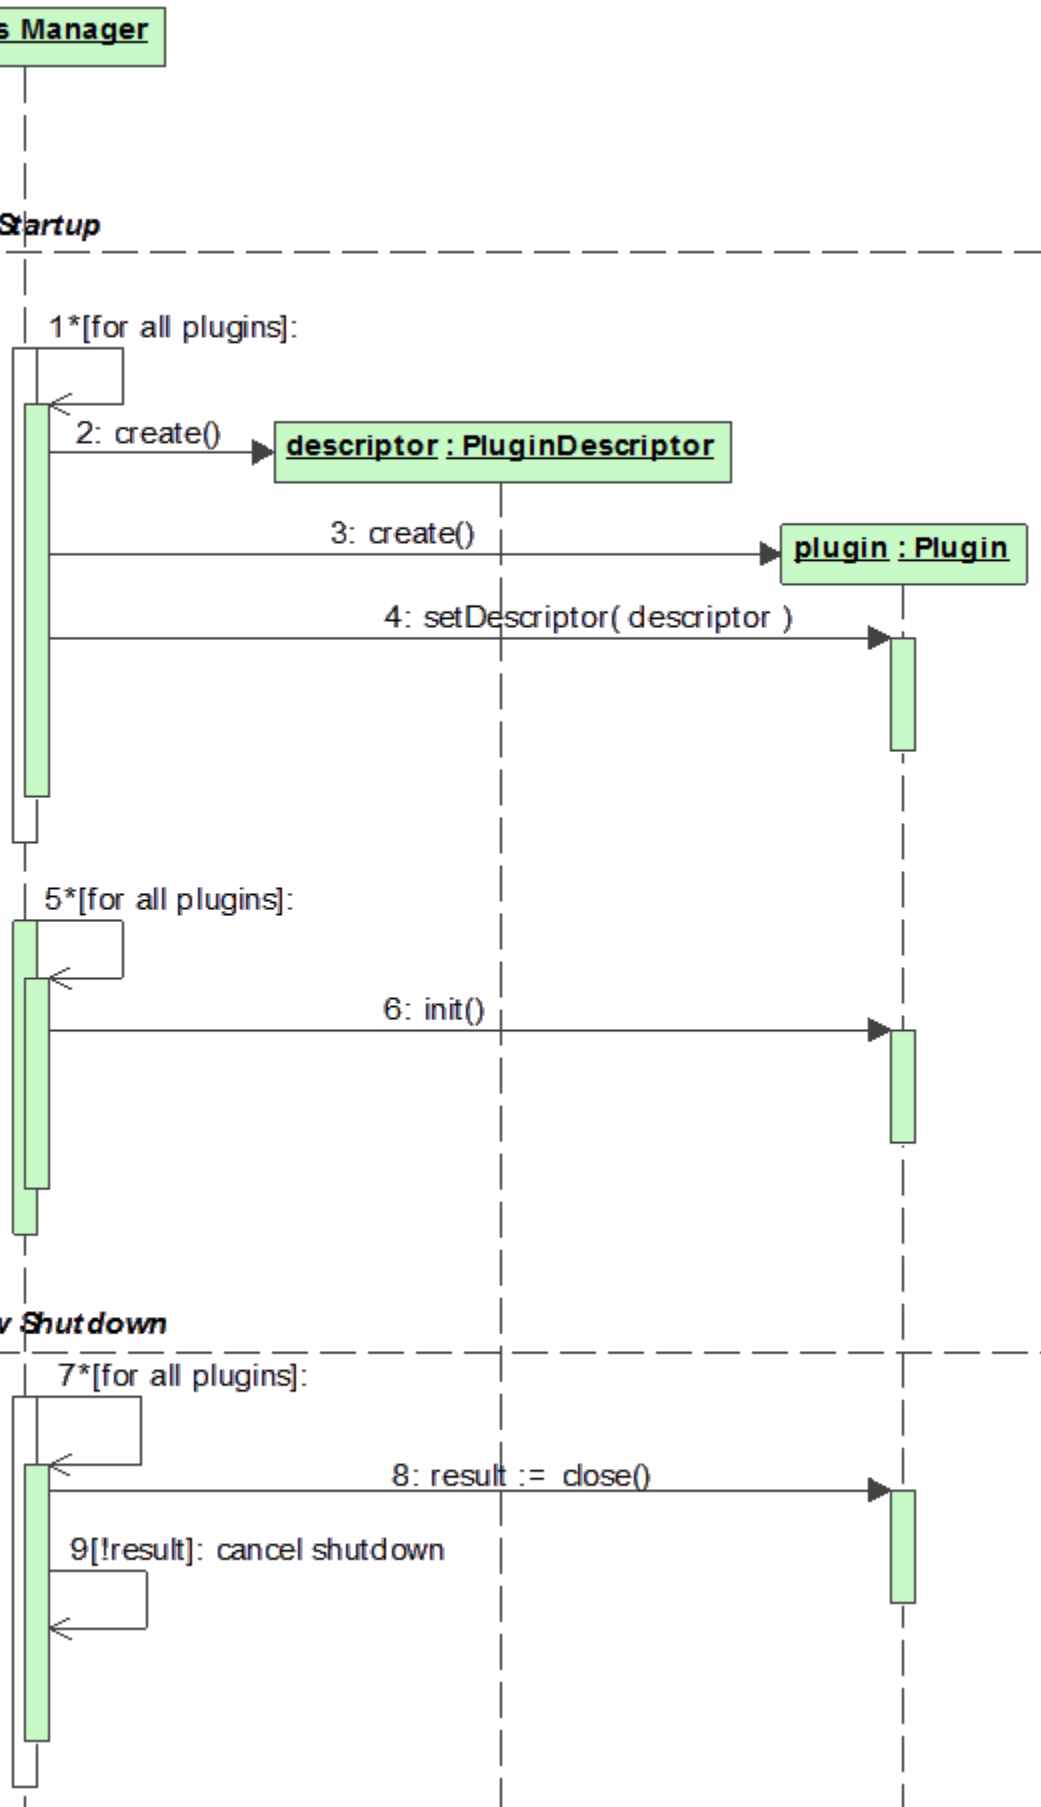 s Manager
Startup
1*[for all plugins]:
2: create()
descriptor : PluginDescriptor
3: create()
plugin : Plugin
4: setDescriptor( descriptor )
5*[for all plugins]:
6: init()
Shutdown
7*[for all plugins]:
8: result := close()
9[!result]: cancel shutdown